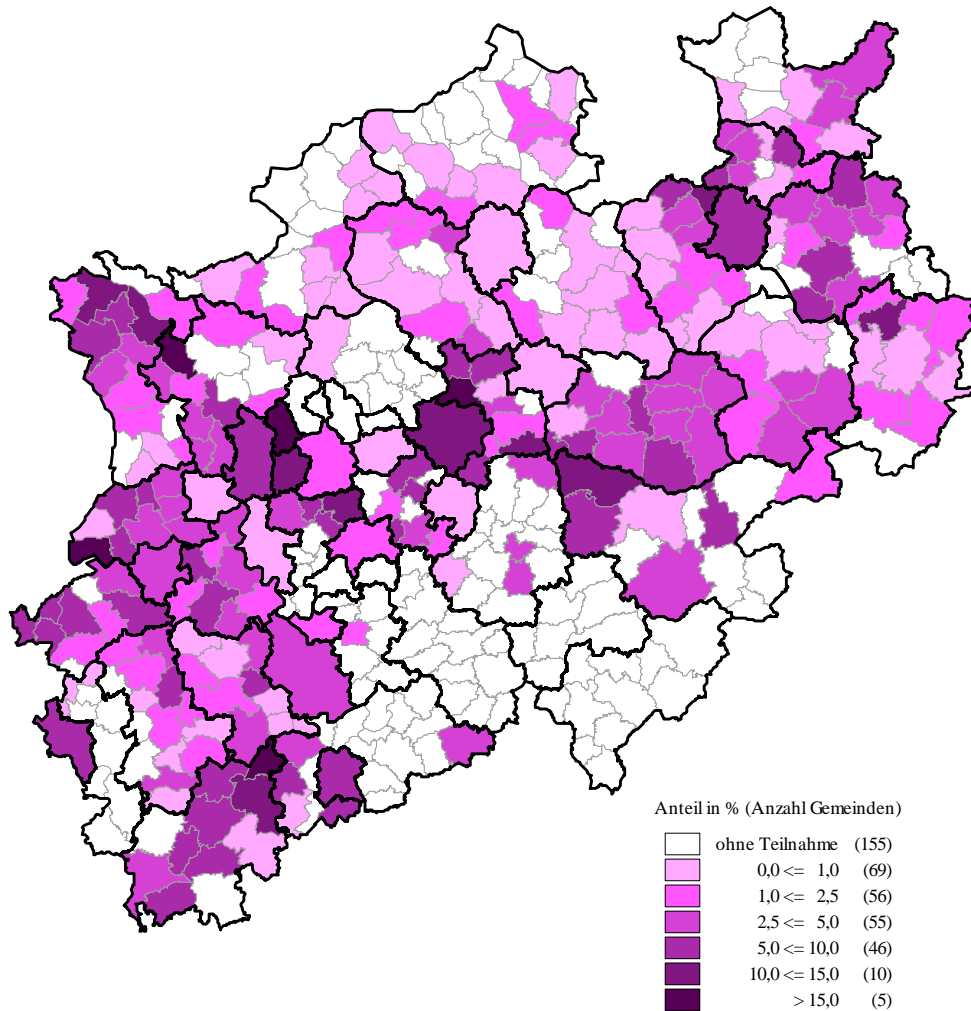 Anteil in % (Anzahl Gemeinden)
ohne Teilnahme (155)
0,0 <= 1,0 (69)
1,0 <= 2,5 (56)
2,5 <= 5,0 (55)
5,0 <= 10,0 (46)
10,0 <= 15,0 (10)
> 15,0 (5)